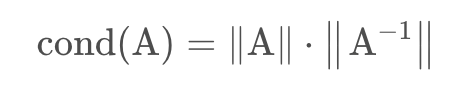 cond(A) = ‖A‖ · ‖A⁻¹‖